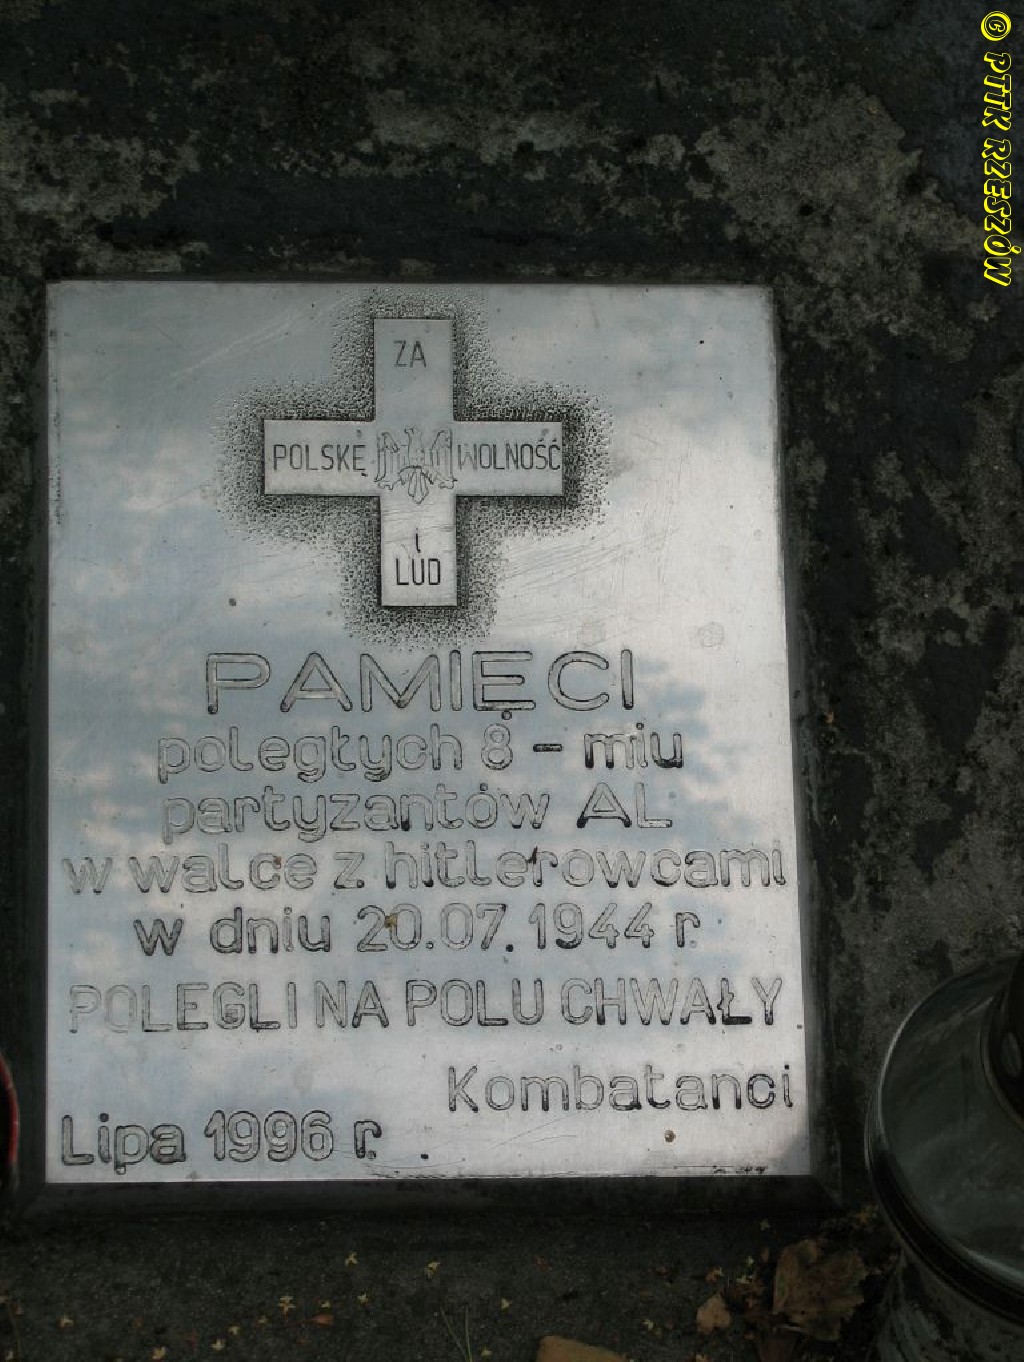 ZA
POLSKĘ WOLNOŚĆ
i
LUD
PAMIĘCI
poległych 8 - miu
partyzantów AL
w walce z hitlerowcami
w dniu 20.07.1944 r.
POLEGLI NA POLU CHWAŁY
Kombatanci
Lipa 1996 r.
© PTTK RZESZÓW